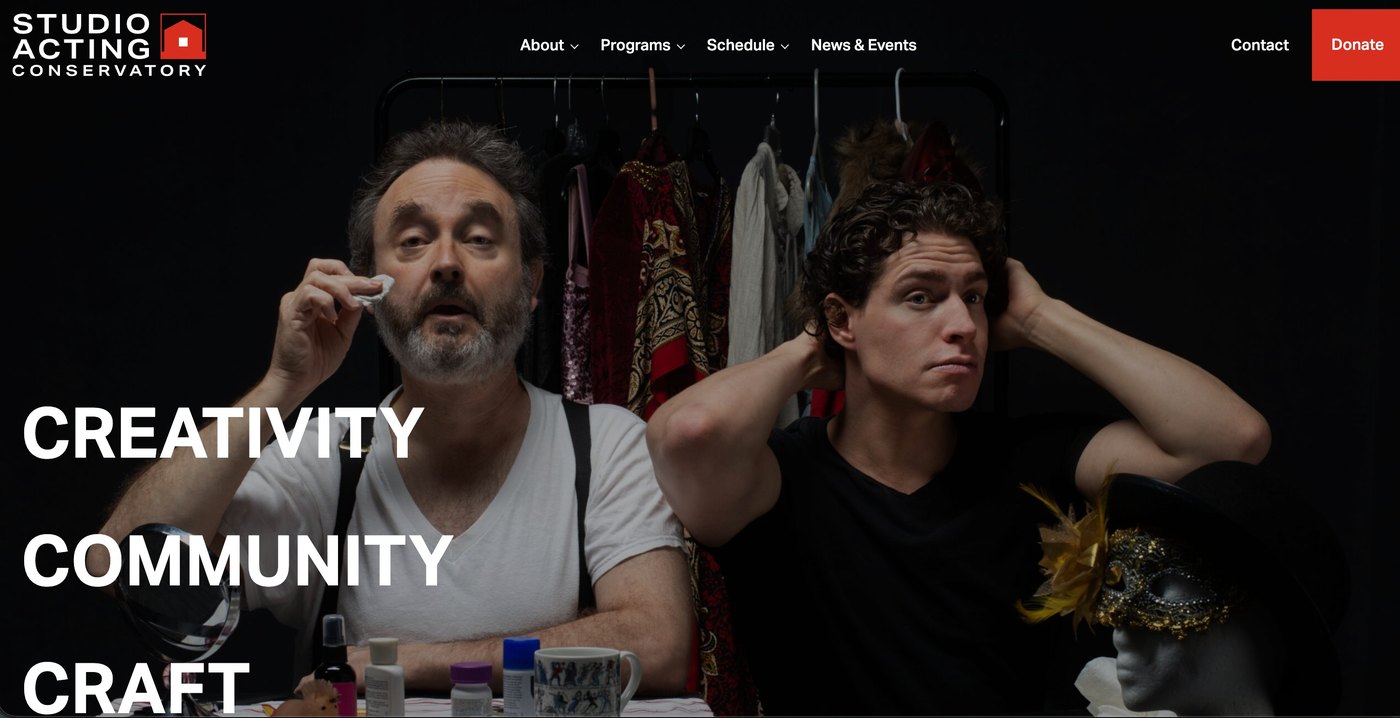 STUDIO
ACTING
CONSERVATORY
About Programs Schedule News & Events Contact Donate
CREATIVITY
COMMUNITY
CRAFT